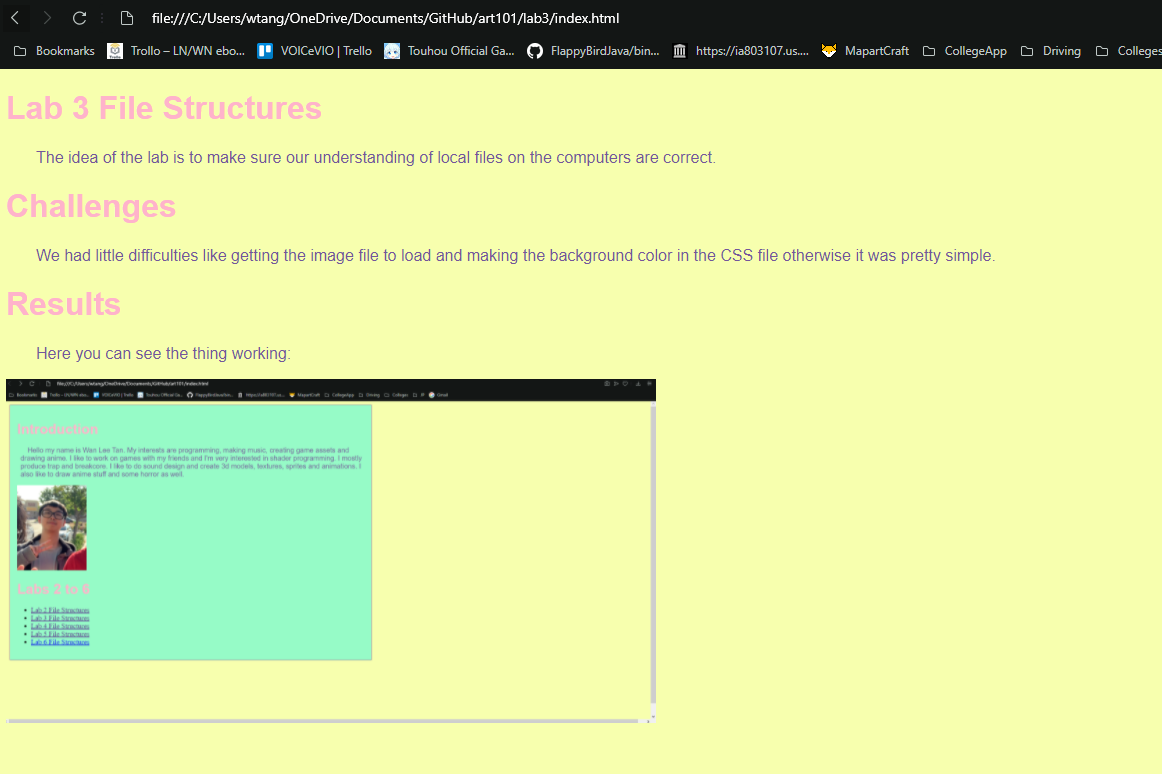 file:///C:/Users/wtang/OneDrive/Documents/GitHub/art101/lab3/index.html
Bookmarks Trollo – LN/WN ebo... VOICeVIO | Trello Touhou Official Ga... FlappyBirdJava/bin... https://ia803107.us.... MapartCraft CollegeApp Driving Colleges
Lab 3 File Structures
The idea of the lab is to make sure our understanding of local files on the computers are correct.
Challenges
We had little difficulties like getting the image file to load and making the background color in the CSS file otherwise it was pretty simple.
Results
Here you can see the thing working:
file:///C:/Users/wtang/OneDrive/Documents/GitHub/art101/index.html
Bookmarks Trollo – LN/WN ebo... VOICeVIO | Trello Touhou Official Ga... FlappyBirdJava/bin... https://ia803107.us.... MapartCraft CollegeApp Driving Colleges Gmail
Introduction
Hello my name is Wan Lee Tan. My interests are programming, making music, creating game assets and
drawing anime. I like to work on games with my friends and I'm very interested in shader programming. I mostly
produce trap and breakcore. I like to do sound design and create 3d models, textures, sprites and animations. I
also like to draw anime stuff and some horror as well.
Labs 2 to 6
Lab 2 File Structures
Lab 3 File Structures
Lab 4 File Structures
Lab 5 File Structures
Lab 6 File Structures